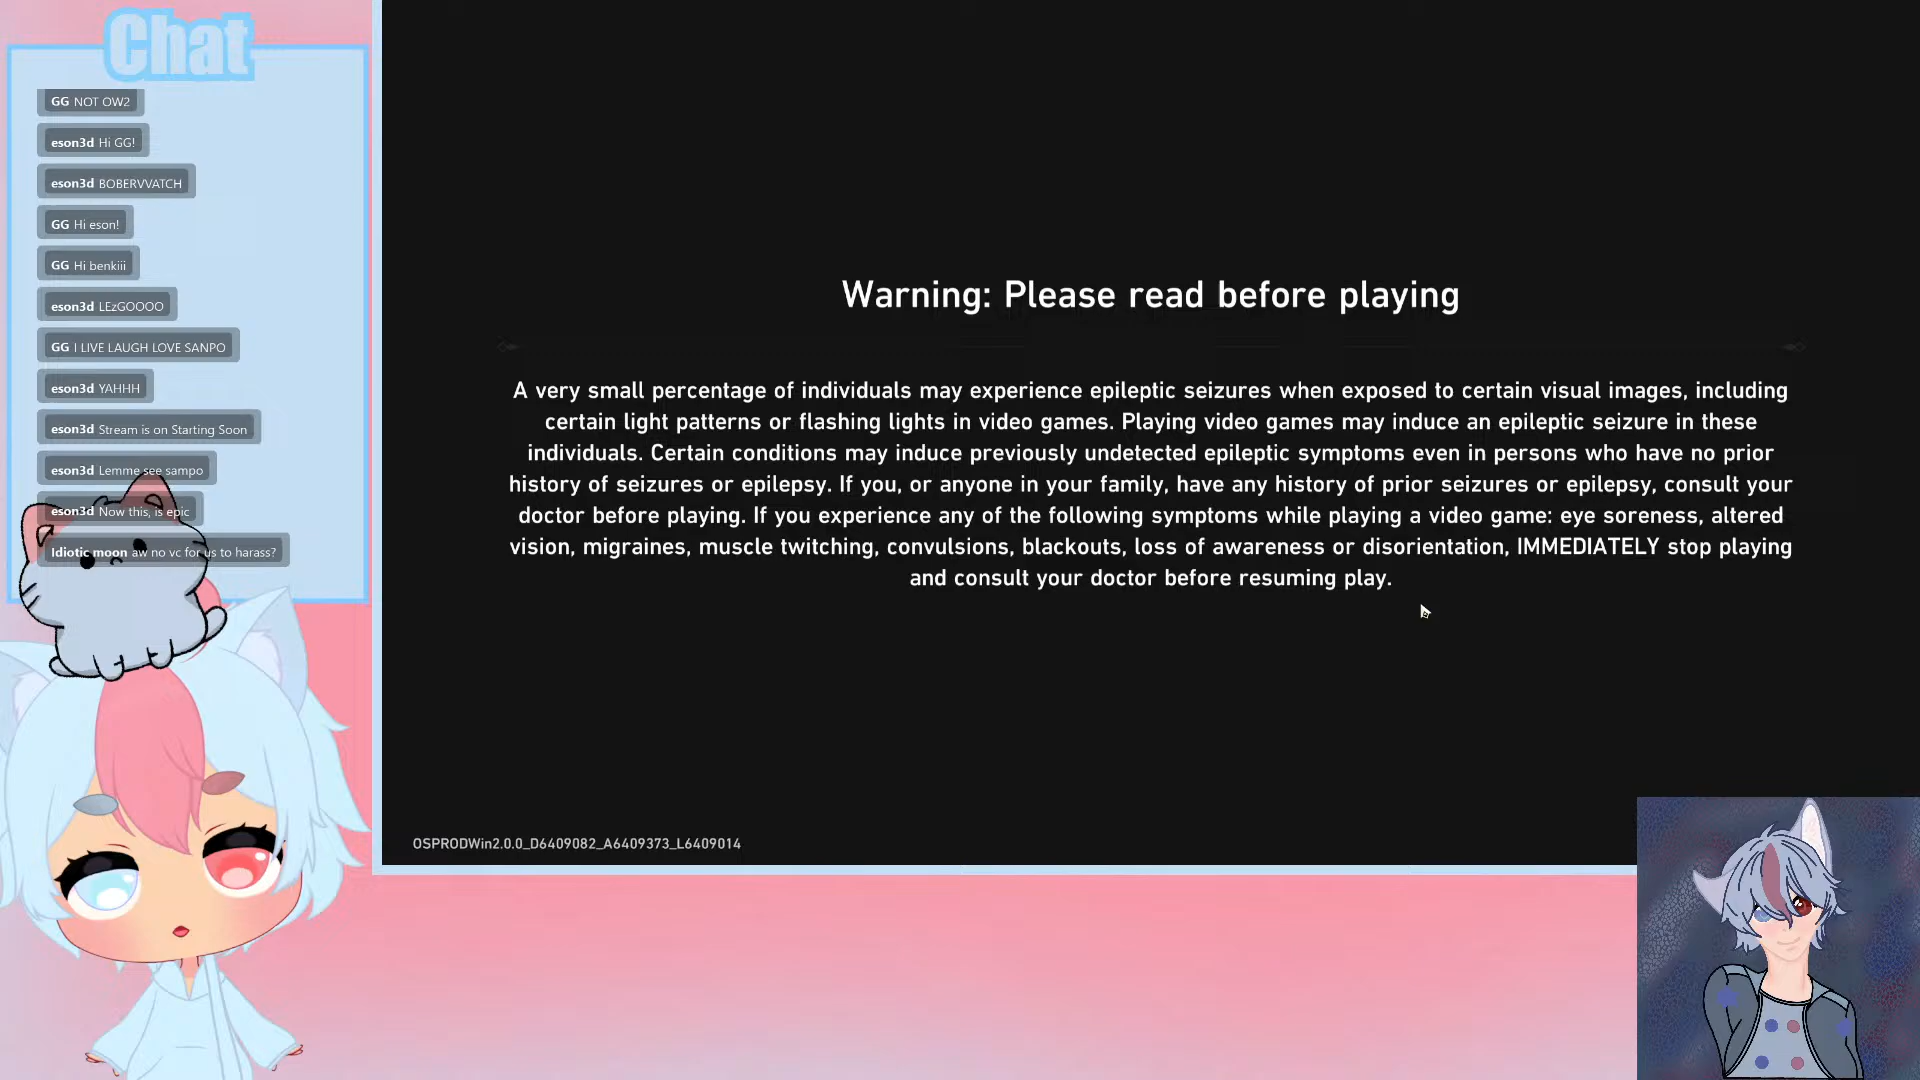 Chat
GG NOT OW2
eson3d Hi GG!
eson3d BOBERVVATCH
GG Hi eson!
GG Hi benkiii
eson3d LEzGOOOO
GG I LIVE LAUGH LOVE SANPO
eson3d YAHHH
eson3d Stream is on Starting Soon
eson3d Lemme see sampo
eson3d Now this, is epic
Idiotic moon aw no vc for us to harass?
Warning: Please read before playing
A very small percentage of individuals may experience epileptic seizures when exposed to certain visual images, including
certain light patterns or flashing lights in video games. Playing video games may induce an epileptic seizure in these
individuals. Certain conditions may induce previously undetected epileptic symptoms even in persons who have no prior
history of seizures or epilepsy. If you, or anyone in your family, have any history of prior seizures or epilepsy, consult your
doctor before playing. If you experience any of the following symptoms while playing a video game: eye soreness, altered
vision, migraines, muscle twitching, convulsions, blackouts, loss of awareness or disorientation, IMMEDIATELY stop playing
and consult your doctor before resuming play.
OSPRODWin2.0.0_D6409082_A6409373_L6409014